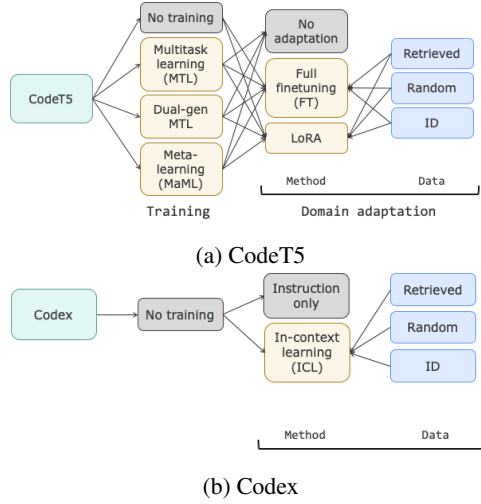 No training
No
adaptation
Multitask
learning
(MTL)
Retrieved
Full
finetuning
(FT)
Random
CodeT5
Dual-gen
MTL
ID
LoRA
Meta-
learning
(MaML)
Method
Data
Training
Domain adaptation
(a) CodeT5
Instruction
only
Retrieved
Codex
No training
Random
In-context
learning
(ICL)
ID
Method
Data
(b) Codex